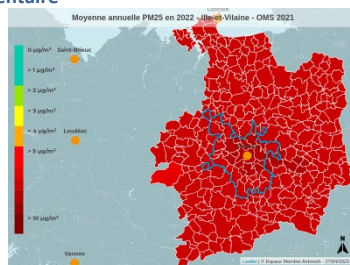 entaire
Moyenne annuelle PM25 en 2022 - Ille-et-Vilaine - OMS 2021
0 µg/m³
Saint-Brieuc
> 1 µg/m³
> 2 µg/m³
> 3 µg/m³
> 4 µg/m³
Loudéac
> 5 µg/m³
> 10 µg/m³
N
Vannes
Leaflet | © Espace Membre Airbreizh - 27/04/2023